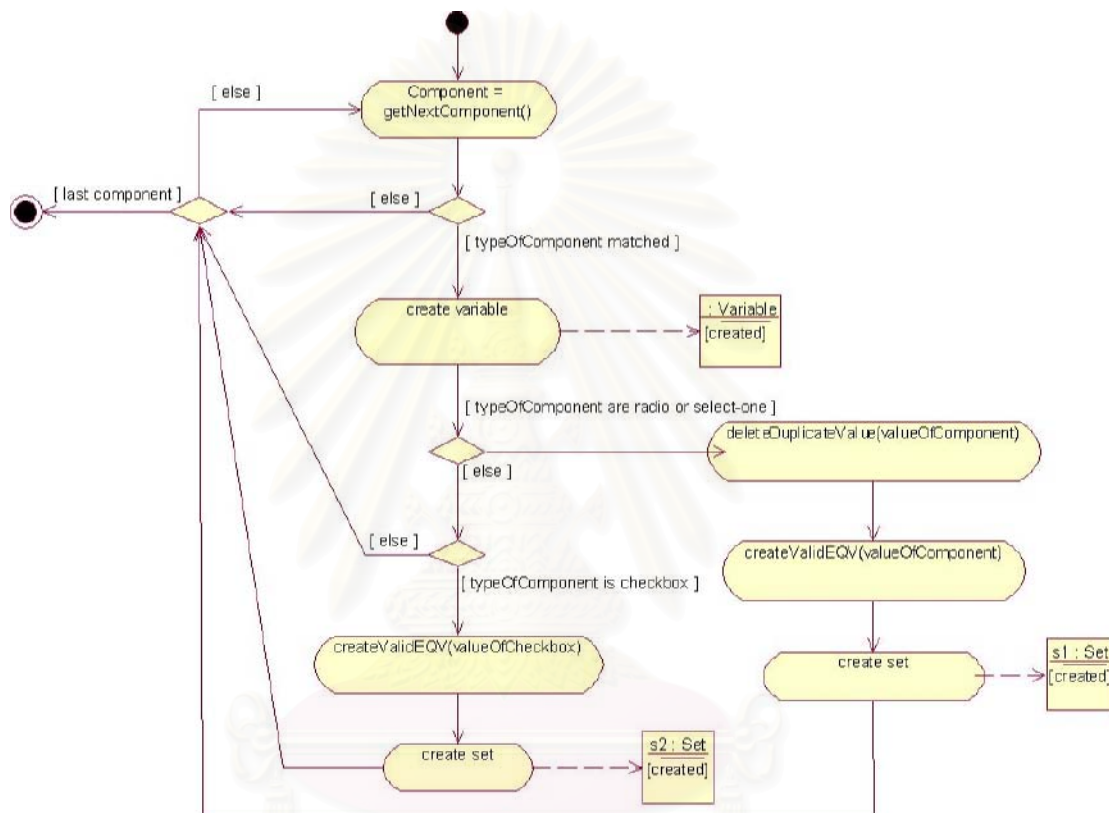 Component =
getNextComponent()
[ else ]
[ last component ]
[ else ]
[ typeOfComponent matched ]
create variable
: Variable
[created]
[ typeOfComponent are radio or select-one ]
deleteDuplicateValue(valueOfComponent)
[ else ]
[ else ]
createValidEQV(valueOfComponent)
[ typeOfComponent is checkbox ]
createValidEQV(valueOfCheckbox)
create set
s1 : Set
[created]
create set
s2 : Set
[created]